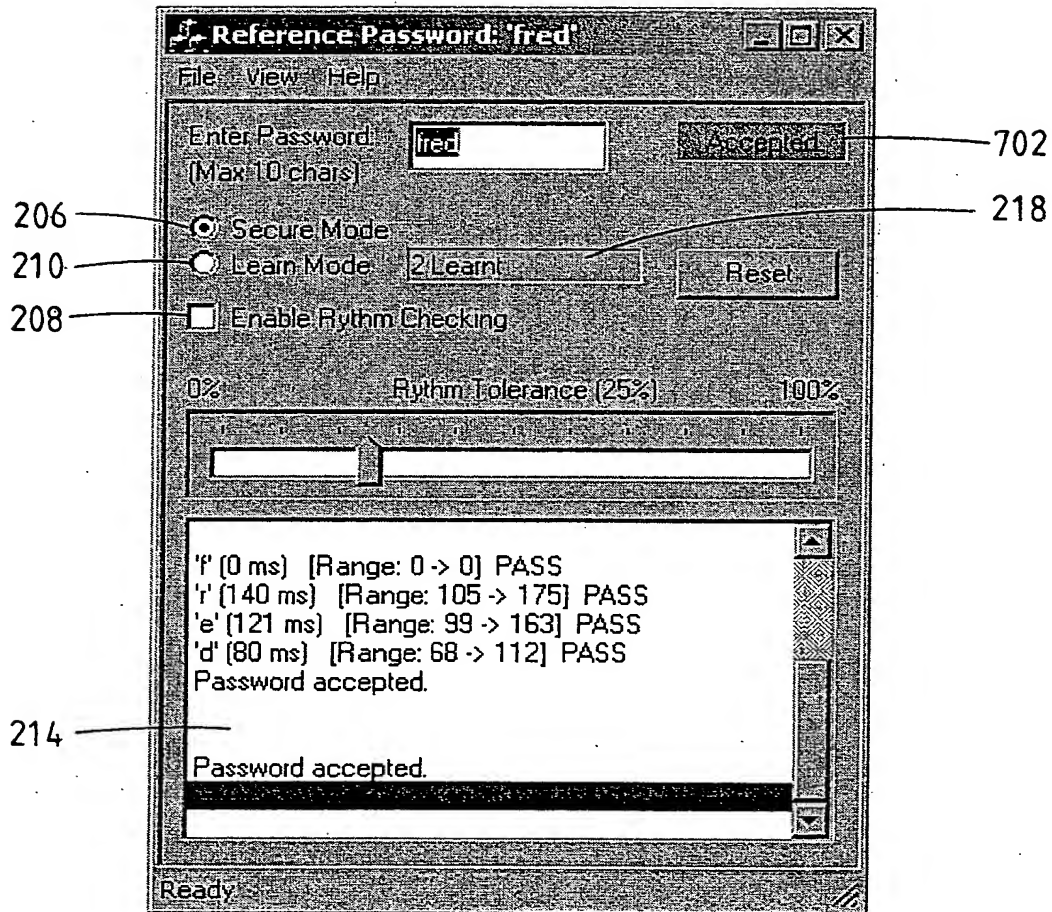 Reference Password: 'fred'
File View Help
Enter Password
(Max 10 chars)
fred
Accepted
702
206
Secure Mode
218
210
Learn Mode
2 Learnt
Reset
208
Enable Rythm Checking
0%
Rythm Tolerance (25%)
100%
'f' (0 ms) [Range: 0 -> 0] PASS
'r' (140 ms) [Range: 105 -> 175] PASS
'e' (121 ms) [Range: 99 -> 163] PASS
'd' (80 ms) [Range: 68 -> 112] PASS
Password accepted.
214
Password accepted.
Ready